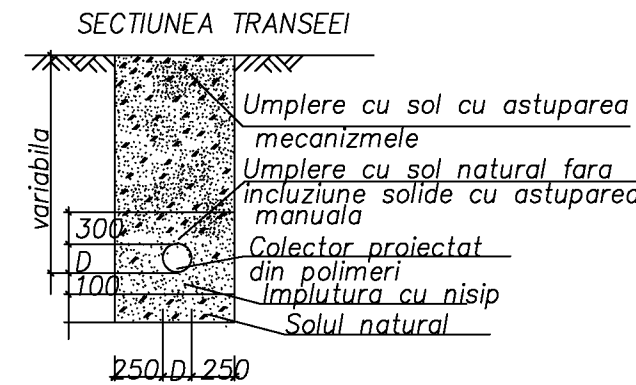 SECTIUNEA TRANSEEI
Umplere cu sol cu astuparea
mecanizmele
Umplere cu sol natural fara
incluziune solide cu astuparea
manuala
Colector proiectat
din polimeri
Implutura cu nisip
Solul natural
variabila
300
D
100
250 D 250